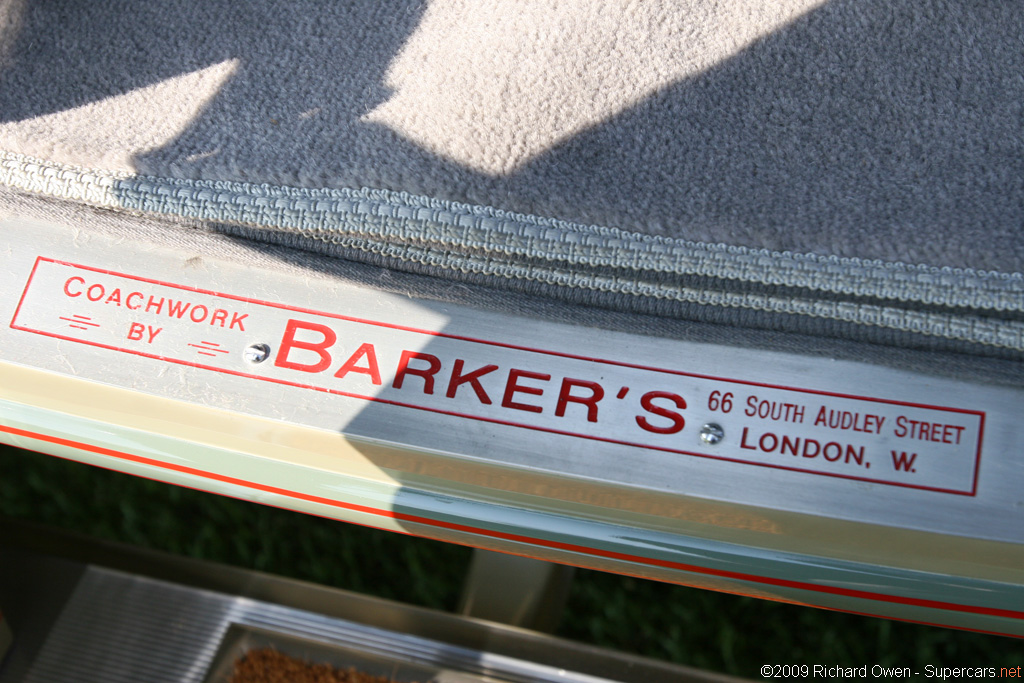 COACHWORK
BY
BARKER'S
66 SOUTH AUDLEY STREET
LONDON, W.
©2009 Richard Owen - Supercars.net